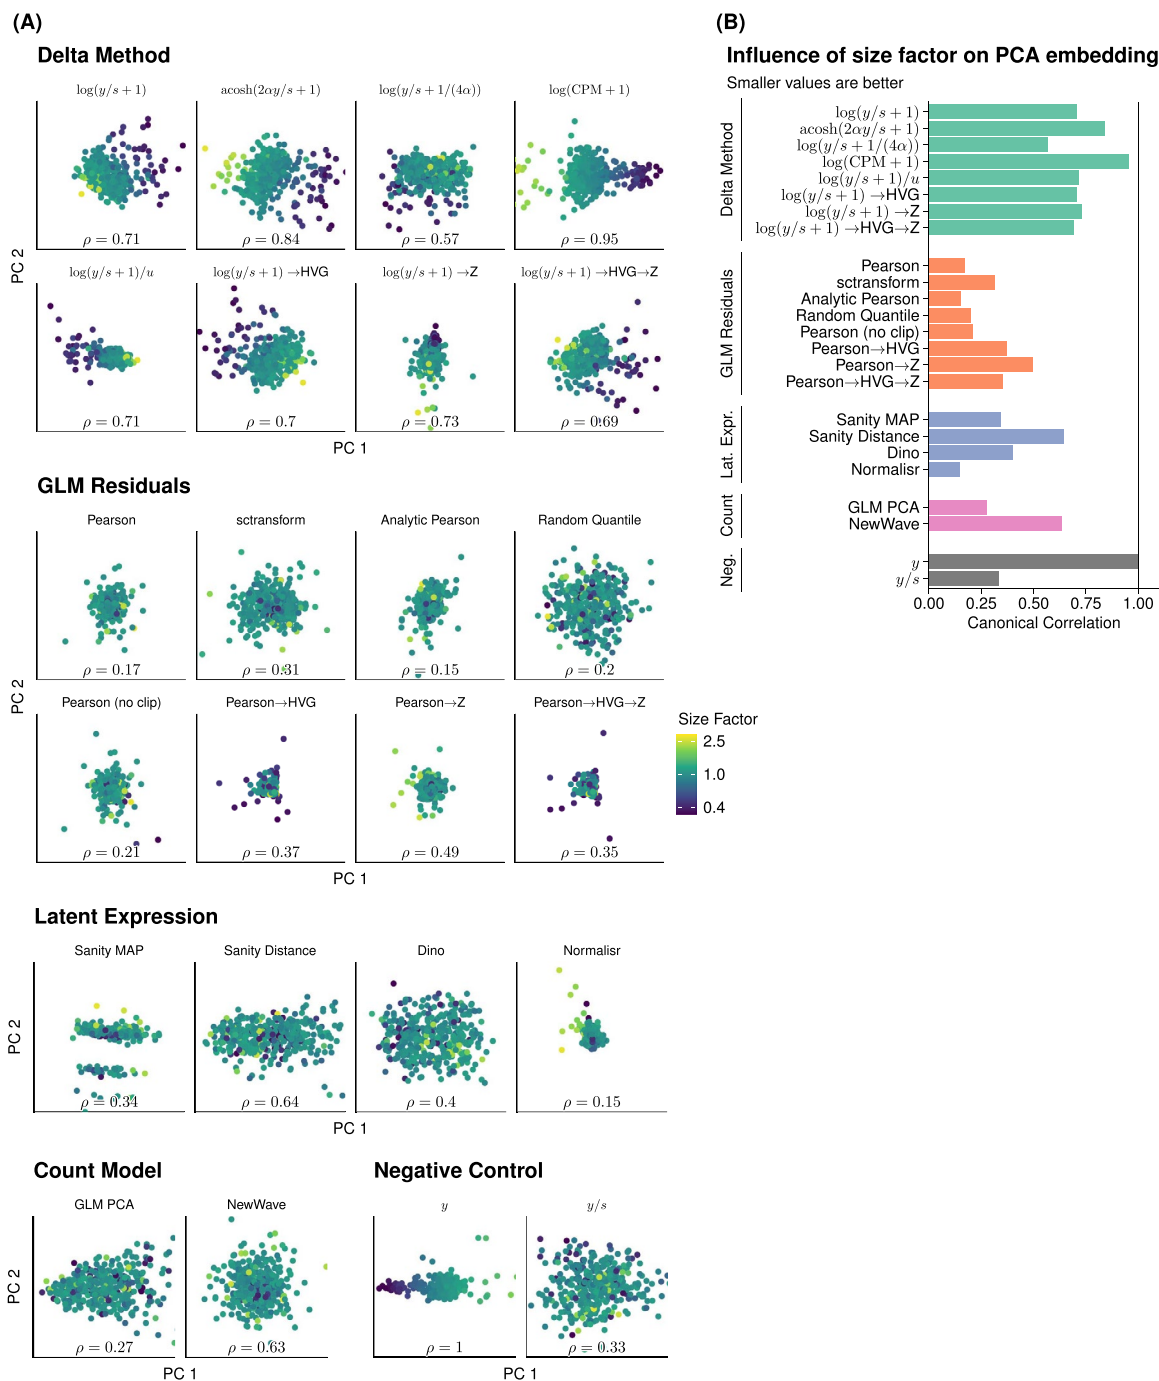 (A)
Delta Method
log(y/s + 1)
acosh(2αy/s + 1)
log(y/s + 1/(4α))
log(CPM + 1)
ρ = 0.71
ρ = 0.84
ρ = 0.57
ρ = 0.95
log(y/s + 1)/u
log(y/s + 1) →HVG
log(y/s + 1) →Z
log(y/s + 1) →HVG→Z
ρ = 0.71
ρ = 0.7
ρ = 0.73
ρ = 0.69
PC 2
PC 1
GLM Residuals
Pearson
sctransform
Analytic Pearson
Random Quantile
ρ = 0.17
ρ = 0.31
ρ = 0.15
ρ = 0.2
Pearson (no clip)
Pearson→HVG
Pearson→Z
Pearson→HVG→Z
ρ = 0.21
ρ = 0.37
ρ = 0.49
ρ = 0.35
PC 2
PC 1
Size Factor
2.5
1.0
0.4
Latent Expression
Sanity MAP
Sanity Distance
Dino
Normalisr
ρ = 0.34
ρ = 0.64
ρ = 0.4
ρ = 0.15
PC 2
PC 1
Count Model
GLM PCA
NewWave
ρ = 0.27
ρ = 0.63
PC 2
PC 1
Negative Control
y
y/s
ρ = 1
ρ = 0.33
PC 1
(B)
Influence of size factor on PCA embedding
Smaller values are better
Delta Method
log(y/s + 1)
acosh(2αy/s + 1)
log(y/s + 1/(4α))
log(CPM + 1)
log(y/s + 1)/u
log(y/s + 1) →HVG
log(y/s + 1) →Z
log(y/s + 1) →HVG→Z
GLM Residuals
Pearson
sctransform
Analytic Pearson
Random Quantile
Pearson (no clip)
Pearson→HVG
Pearson→Z
Pearson→HVG→Z
Lat. Expr.
Sanity MAP
Sanity Distance
Dino
Normalisr
Count
GLM PCA
NewWave
Neg.
y
y/s
0.00
0.25
0.50
0.75
1.00
Canonical Correlation